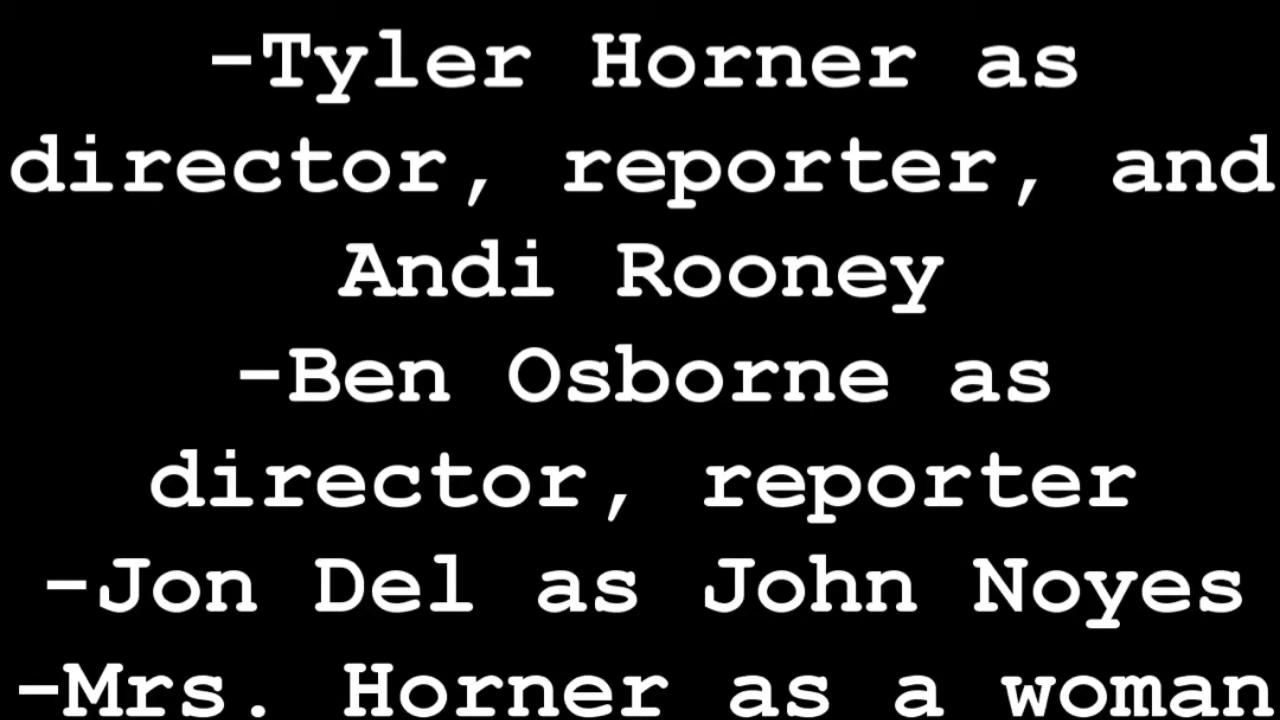 -Tyler Horner as
director, reporter, and
Andi Rooney
-Ben Osborne as
director, reporter
-Jon Del as John Noyes
-Mrs. Horner as a woman